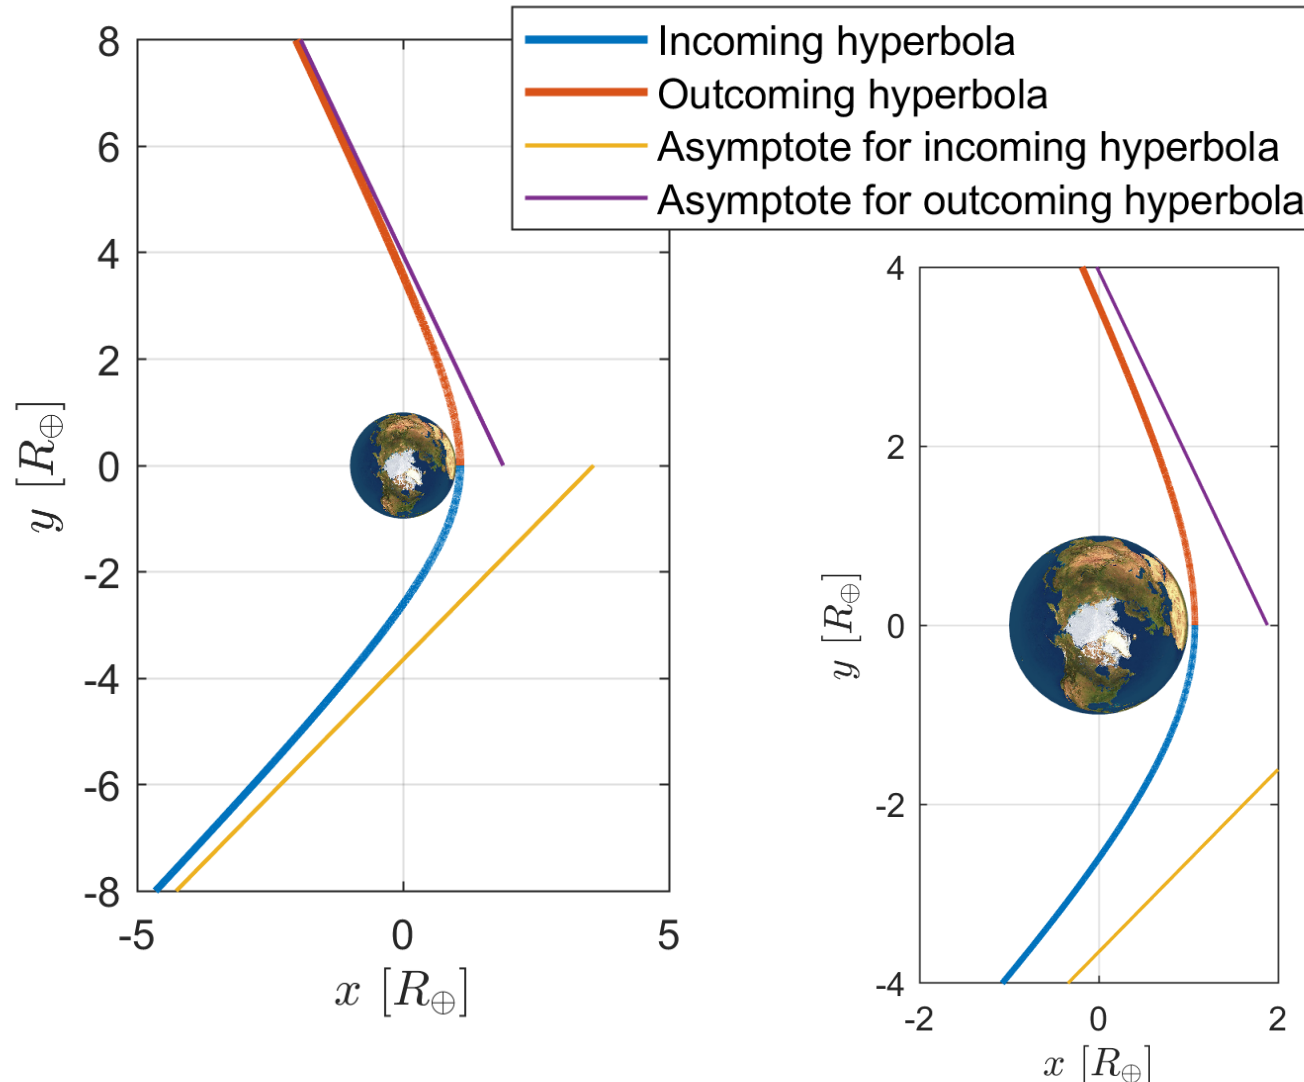 Incoming hyperbola
Outcoming hyperbola
Asymptote for incoming hyperbola
Asymptote for outcoming hyperbola
8
6
4
2
0
-2
-4
-6
-8
y [R⊕]
-5 0 5
x [R⊕]
4
2
0
-2
-4
y [R⊕]
-2 0 2
x [R⊕]